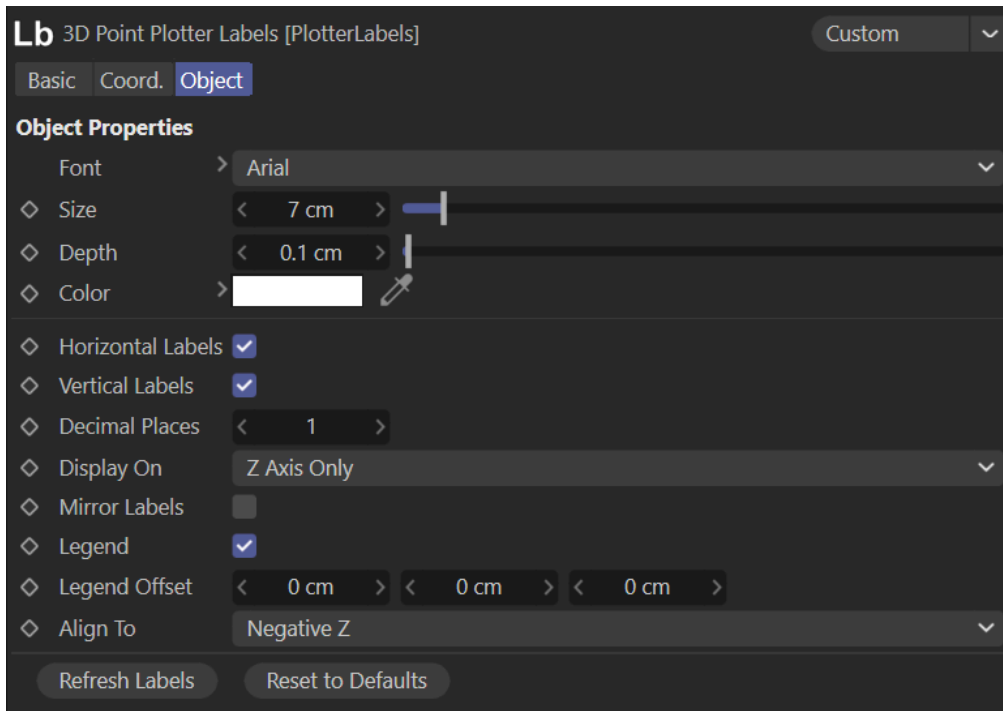 Lb 3D Point Plotter Labels [PlotterLabels] Custom
Basic Coord. Object
Object Properties
Font Arial
Size 7 cm
Depth 0.1 cm
Color
Horizontal Labels
Vertical Labels
Decimal Places 1
Display On Z Axis Only
Mirror Labels
Legend
Legend Offset 0 cm 0 cm 0 cm
Align To Negative Z
Refresh Labels Reset to Defaults